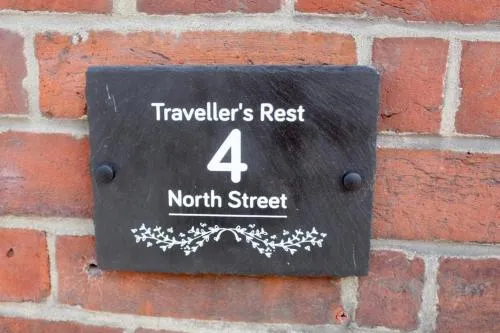 Traveller's Rest
4
North Street